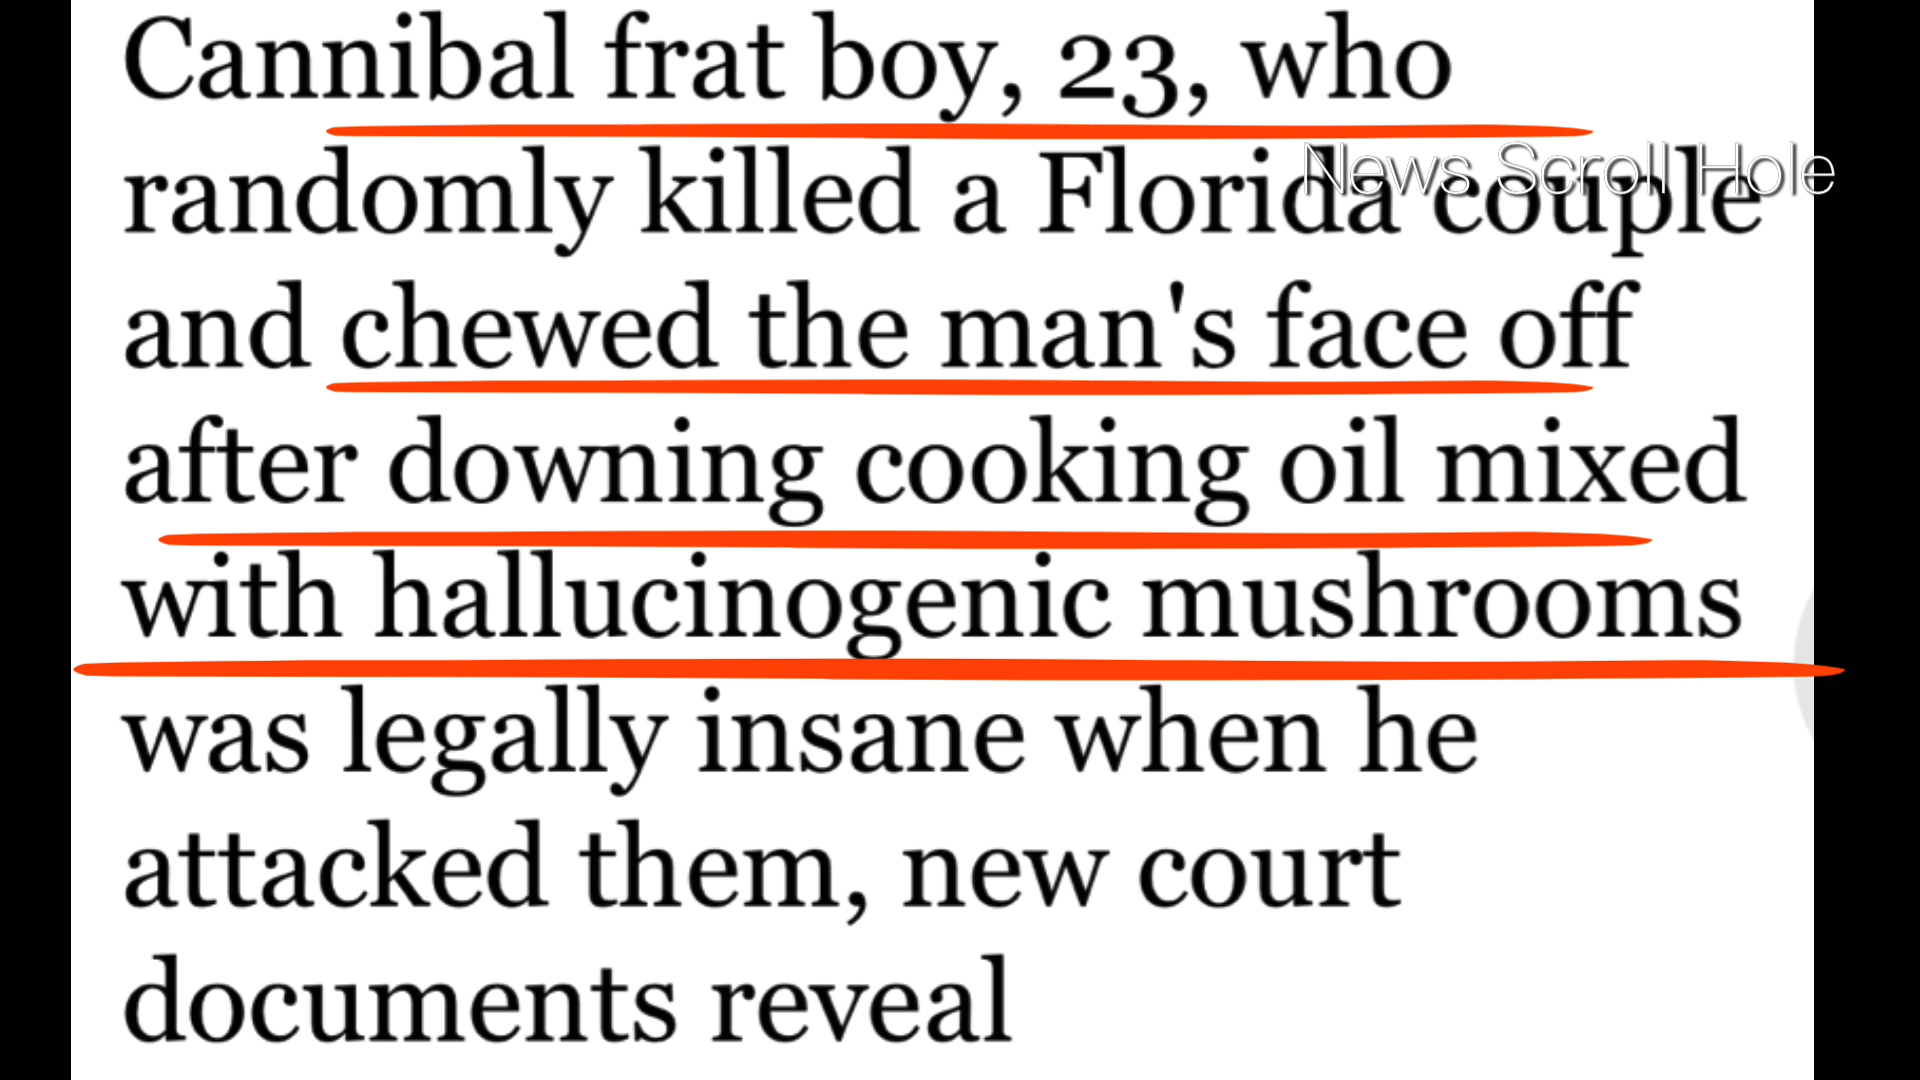 Cannibal frat boy, 23, who
News Scroll Hole
randomly killed a Florida couple
and chewed the man's face off
after downing cooking oil mixed
with hallucinogenic mushrooms
was legally insane when he
attacked them, new court
documents reveal